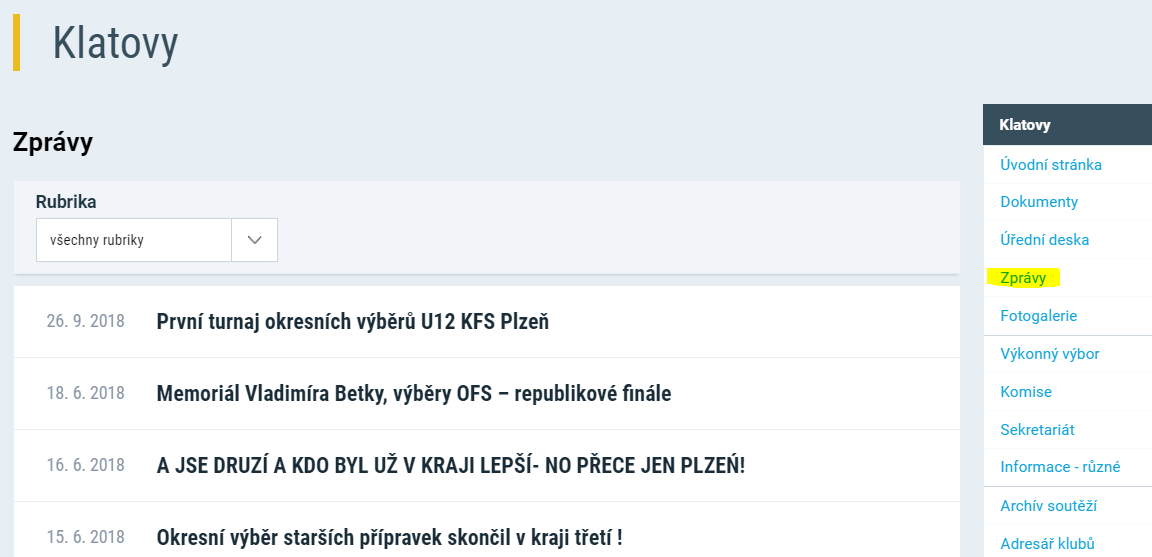 Klatovy
Zprávy
Rubrika
všechny rubriky
26. 9. 2018 První turnaj okresních výběrů U12 KFS Plzeň
18. 6. 2018 Memoriál Vladimíra Betky, výběry OFS – republikové finále
16. 6. 2018 A JSE DRUZÍ A KDO BYL UŽ V KRAJI LEPŠÍ- NO PŘECE JEN PLZEŇ!
15. 6. 2018 Okresní výběr starších přípravek skončil v kraji třetí !
Klatovy
Úvodní stránka
Dokumenty
Úřední deska
Zprávy
Fotogalerie
Výkonný výbor
Komise
Sekretariát
Informace - různé
Archív soutěží
Adresář klubů